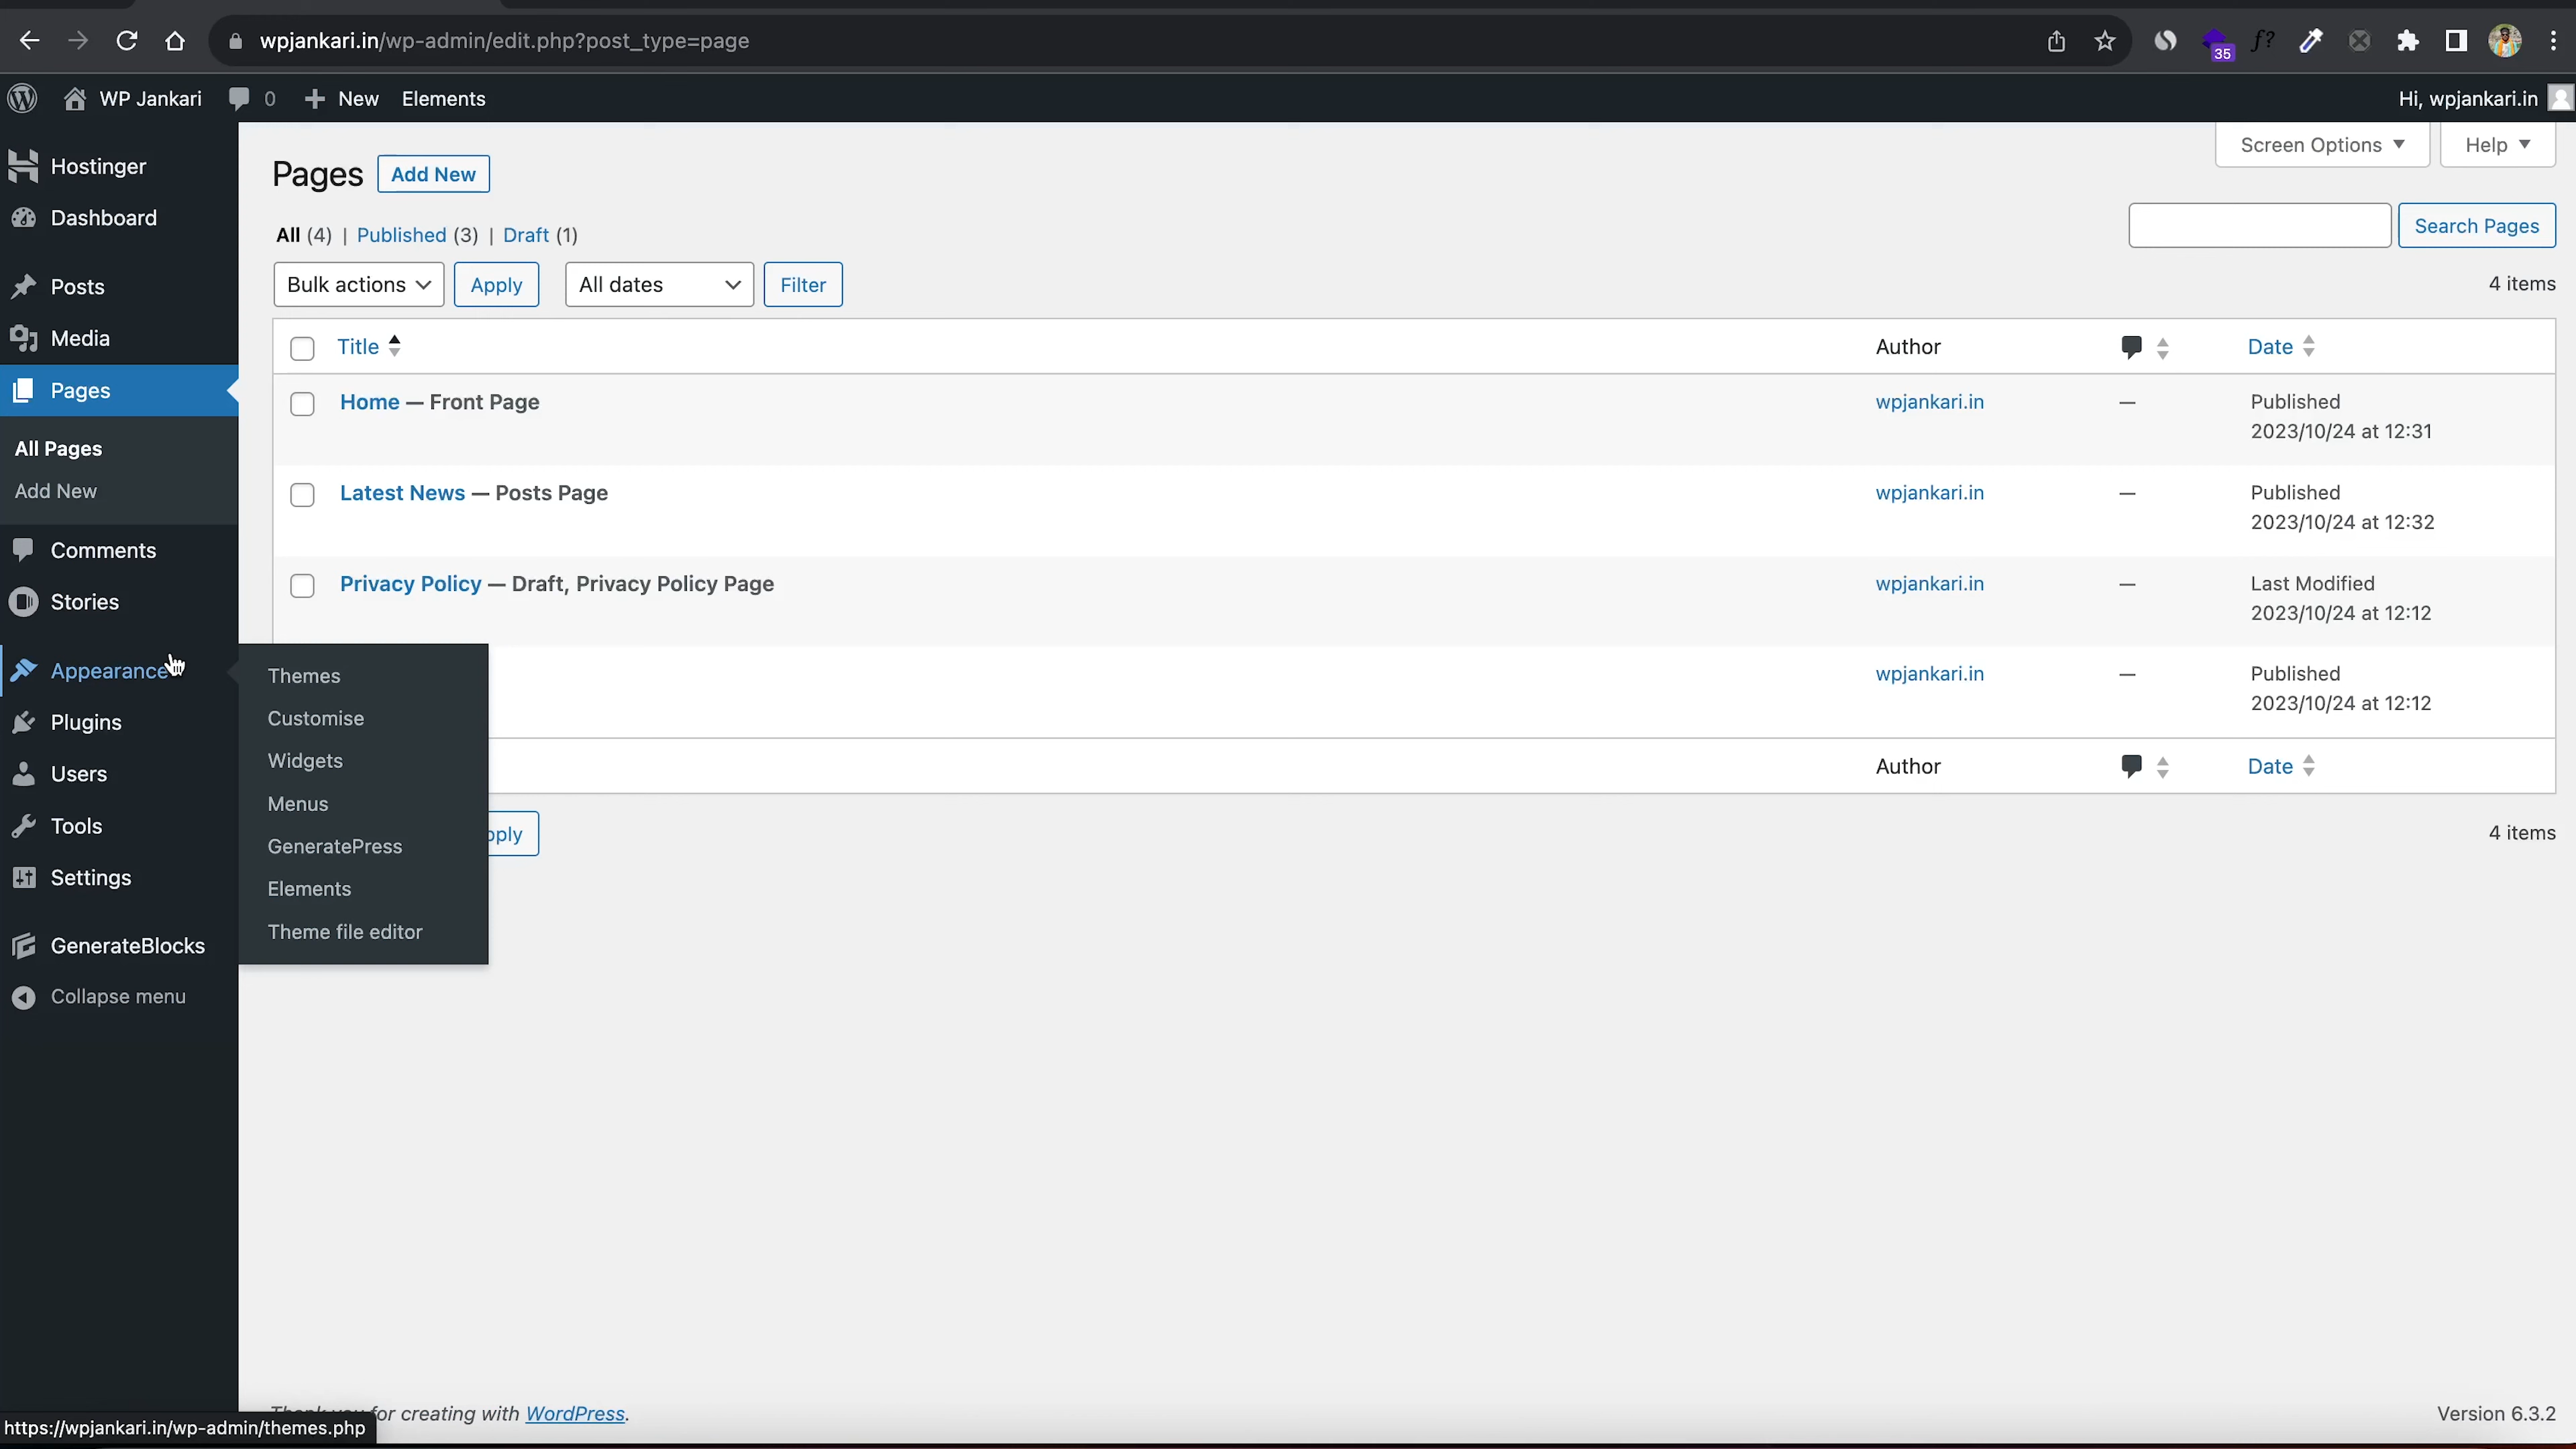 wpjankari.in/wp-admin/edit.php?post_type=page
35
f?
WP Jankari 0 New Elements
Hi, wpjankari.in
Hostinger
Dashboard
Posts
Media
Pages
All Pages
Add New
Comments
Stories
Appearance
Plugins
Users
Tools
Settings
GenerateBlocks
Collapse menu
Themes
Customise
Widgets
Menus
GeneratePress
Elements
Theme file editor
Screen Options Help
Pages Add New
All (4) | Published (3) | Draft (1)
Search Pages
Bulk actions Apply All dates Filter
4 items
Title Author Date
Home — Front Page wpjankari.in — Published
2023/10/24 at 12:31
Latest News — Posts Page wpjankari.in — Published
2023/10/24 at 12:32
Privacy Policy — Draft, Privacy Policy Page wpjankari.in — Last Modified
2023/10/24 at 12:12
wpjankari.in — Published
2023/10/24 at 12:12
Author Date
pply
4 items
for creating with WordPress.
Version 6.3.2
https://wpjankari.in/wp-admin/themes.php